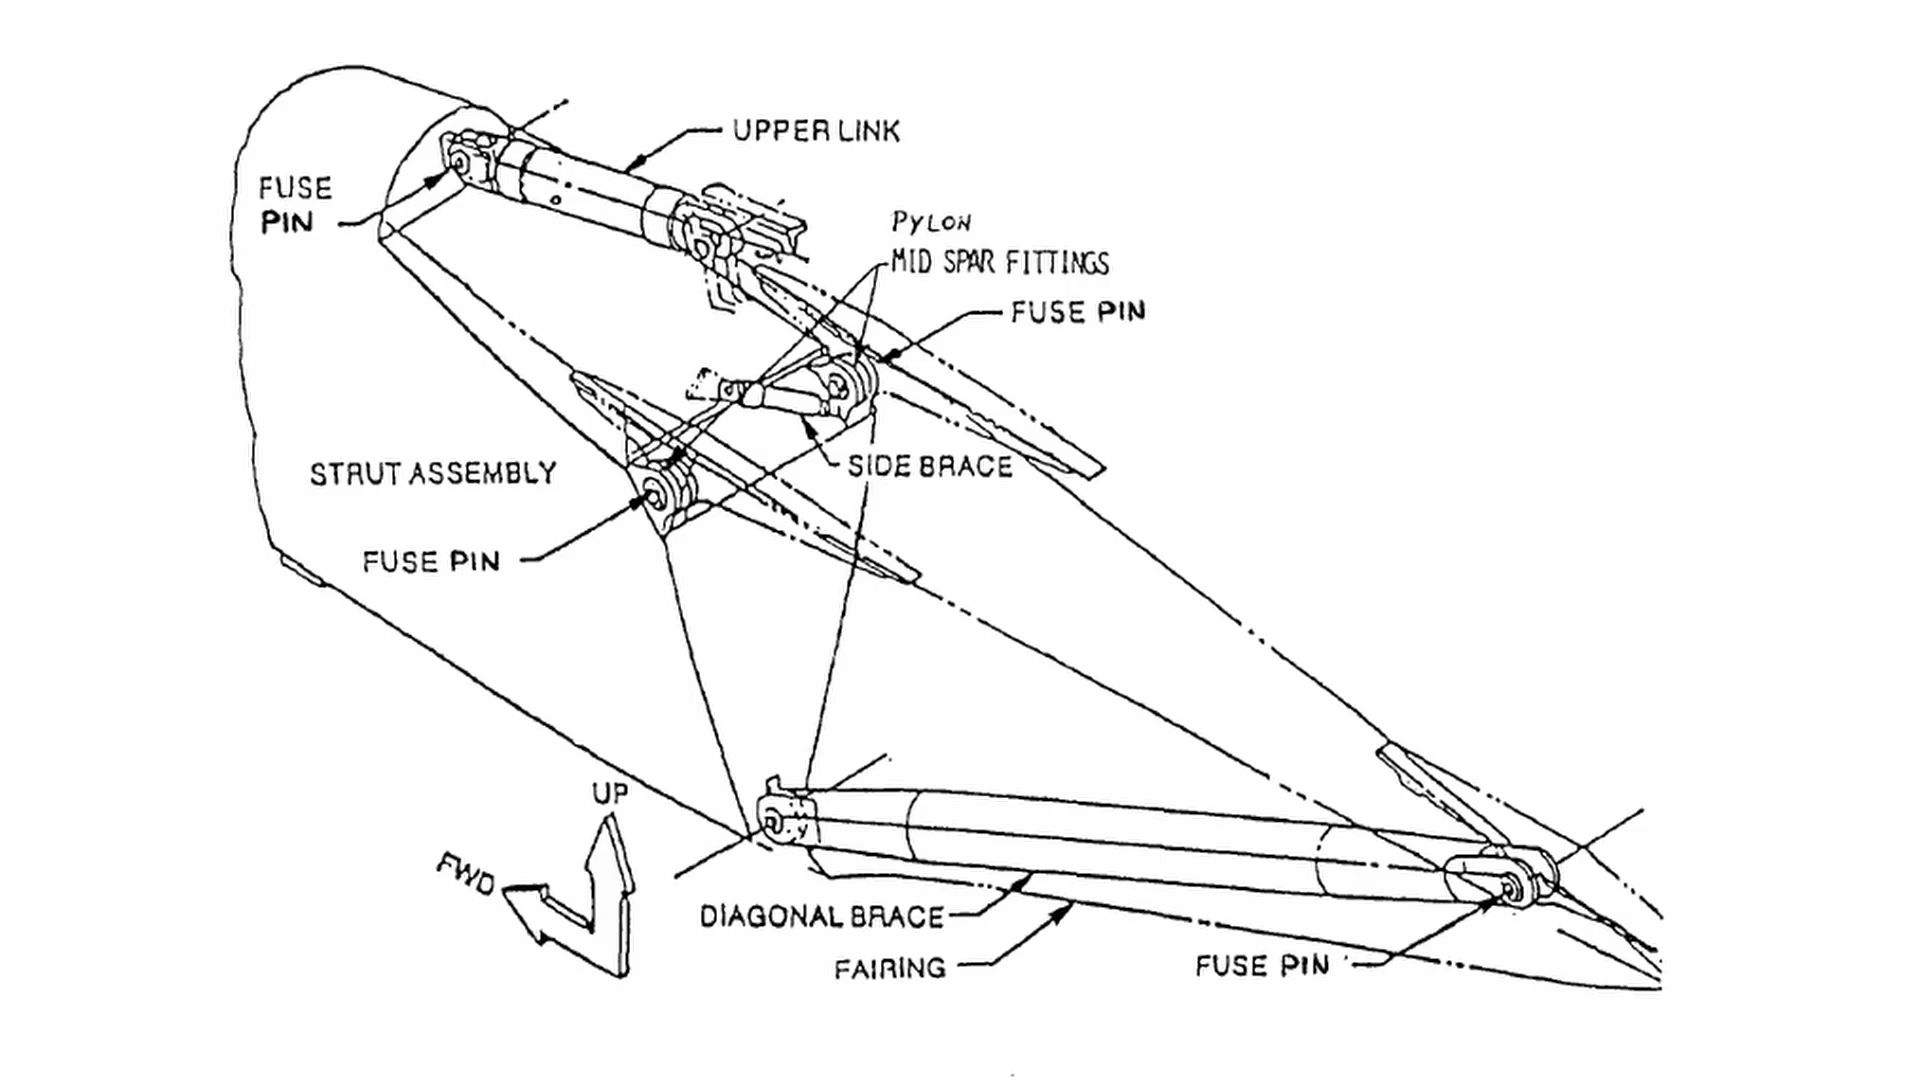 UPPER LINK
FUSE
PIN
PYLON
MID SPAR FITTINGS
FUSE PIN
STRUT ASSEMBLY
SIDE BRACE
FUSE PIN
UP
FWD
DIAGONAL BRACE
FAIRING
FUSE PIN